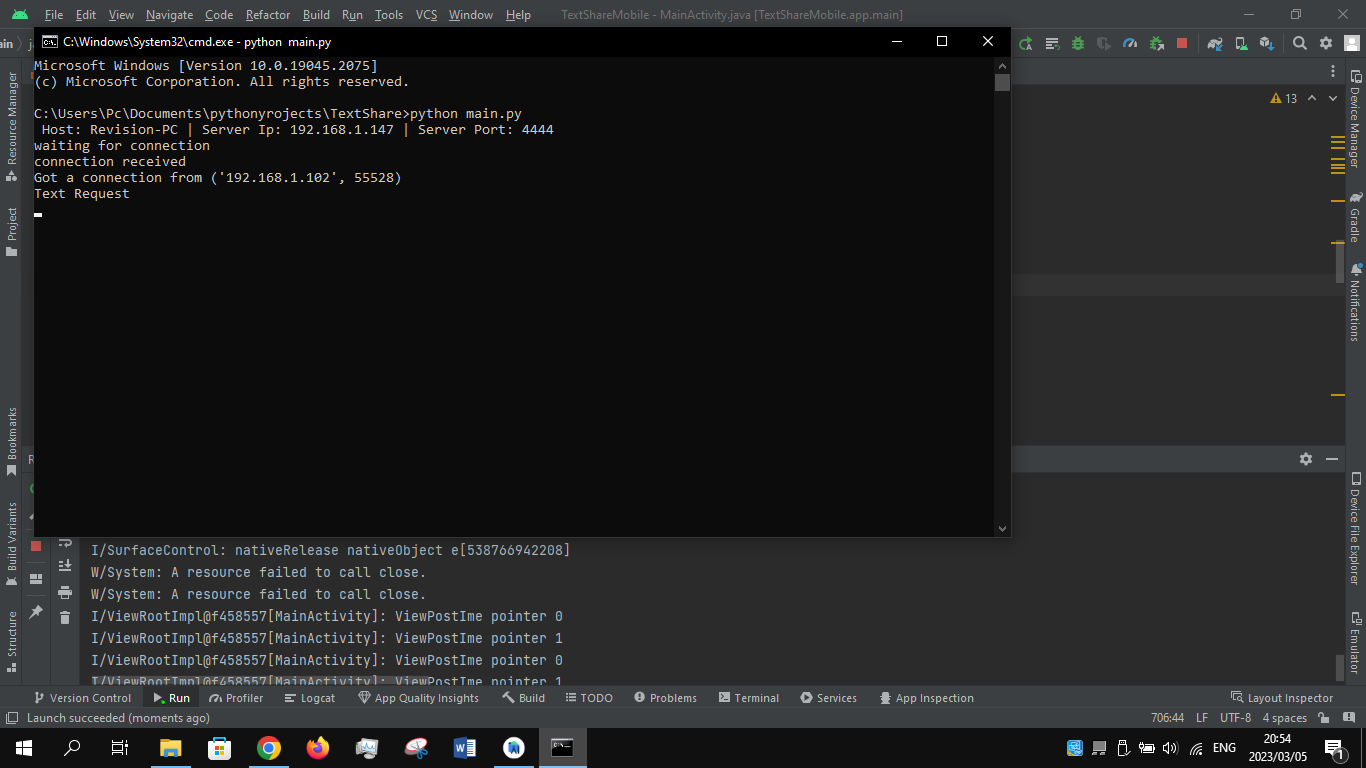 File Edit View Navigate Code Refactor Build Run Tools VCS Window Help TextShareMobile - MainActivity.java [TextShareMobile.app.main]
C:\Windows\System32\cmd.exe - python main.py
Microsoft Windows [Version 10.0.19045.2075]
(c) Microsoft Corporation. All rights reserved.
C:\Users\Pc\Documents\pythonyrojects\TextShare>python main.py
Host: Revision-PC | Server Ip: 192.168.1.147 | Server Port: 4444
waiting for connection
connection received
Got a connection from ('192.168.1.102', 55528)
Text Request
13
Resource Manager
Project
Bookmarks
Build Variants
Structure
Device Manager
Gradle
Notifications
Device File Explorer
Emulator
I/SurfaceControl: nativeRelease nativeObject e[538766942208]
W/System: A resource failed to call close.
W/System: A resource failed to call close.
I/ViewRootImpl@f458557[MainActivity]: ViewPostIme pointer 0
I/ViewRootImpl@f458557[MainActivity]: ViewPostIme pointer 1
I/ViewRootImpl@f458557[MainActivity]: ViewPostIme pointer 0
I/ViewRootImpl@f458557[MainActivity]: ViewPostIme pointer 1
Version Control Run Profiler Logcat App Quality Insights Build TODO Problems Terminal Services App Inspection Layout Inspector
Launch succeeded (moments ago) 706:44 LF UTF-8 4 spaces
ENG
20:54
2023/03/05
1